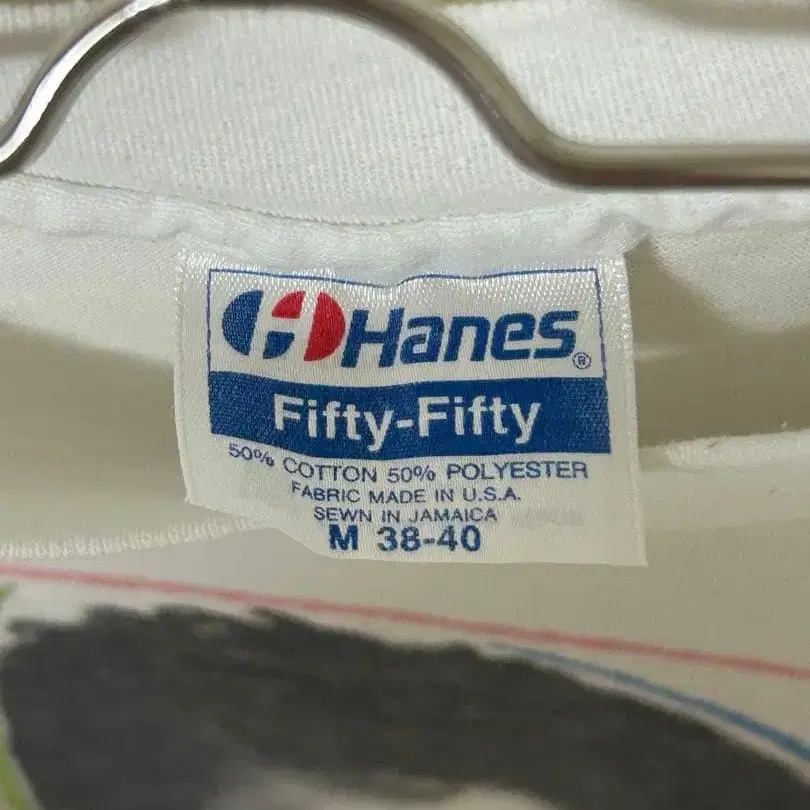 Hanes®
Fifty-Fifty
50% COTTON 50% POLYESTER
FABRIC MADE IN U.S.A.
SEWN IN JAMAICA
M 38-40